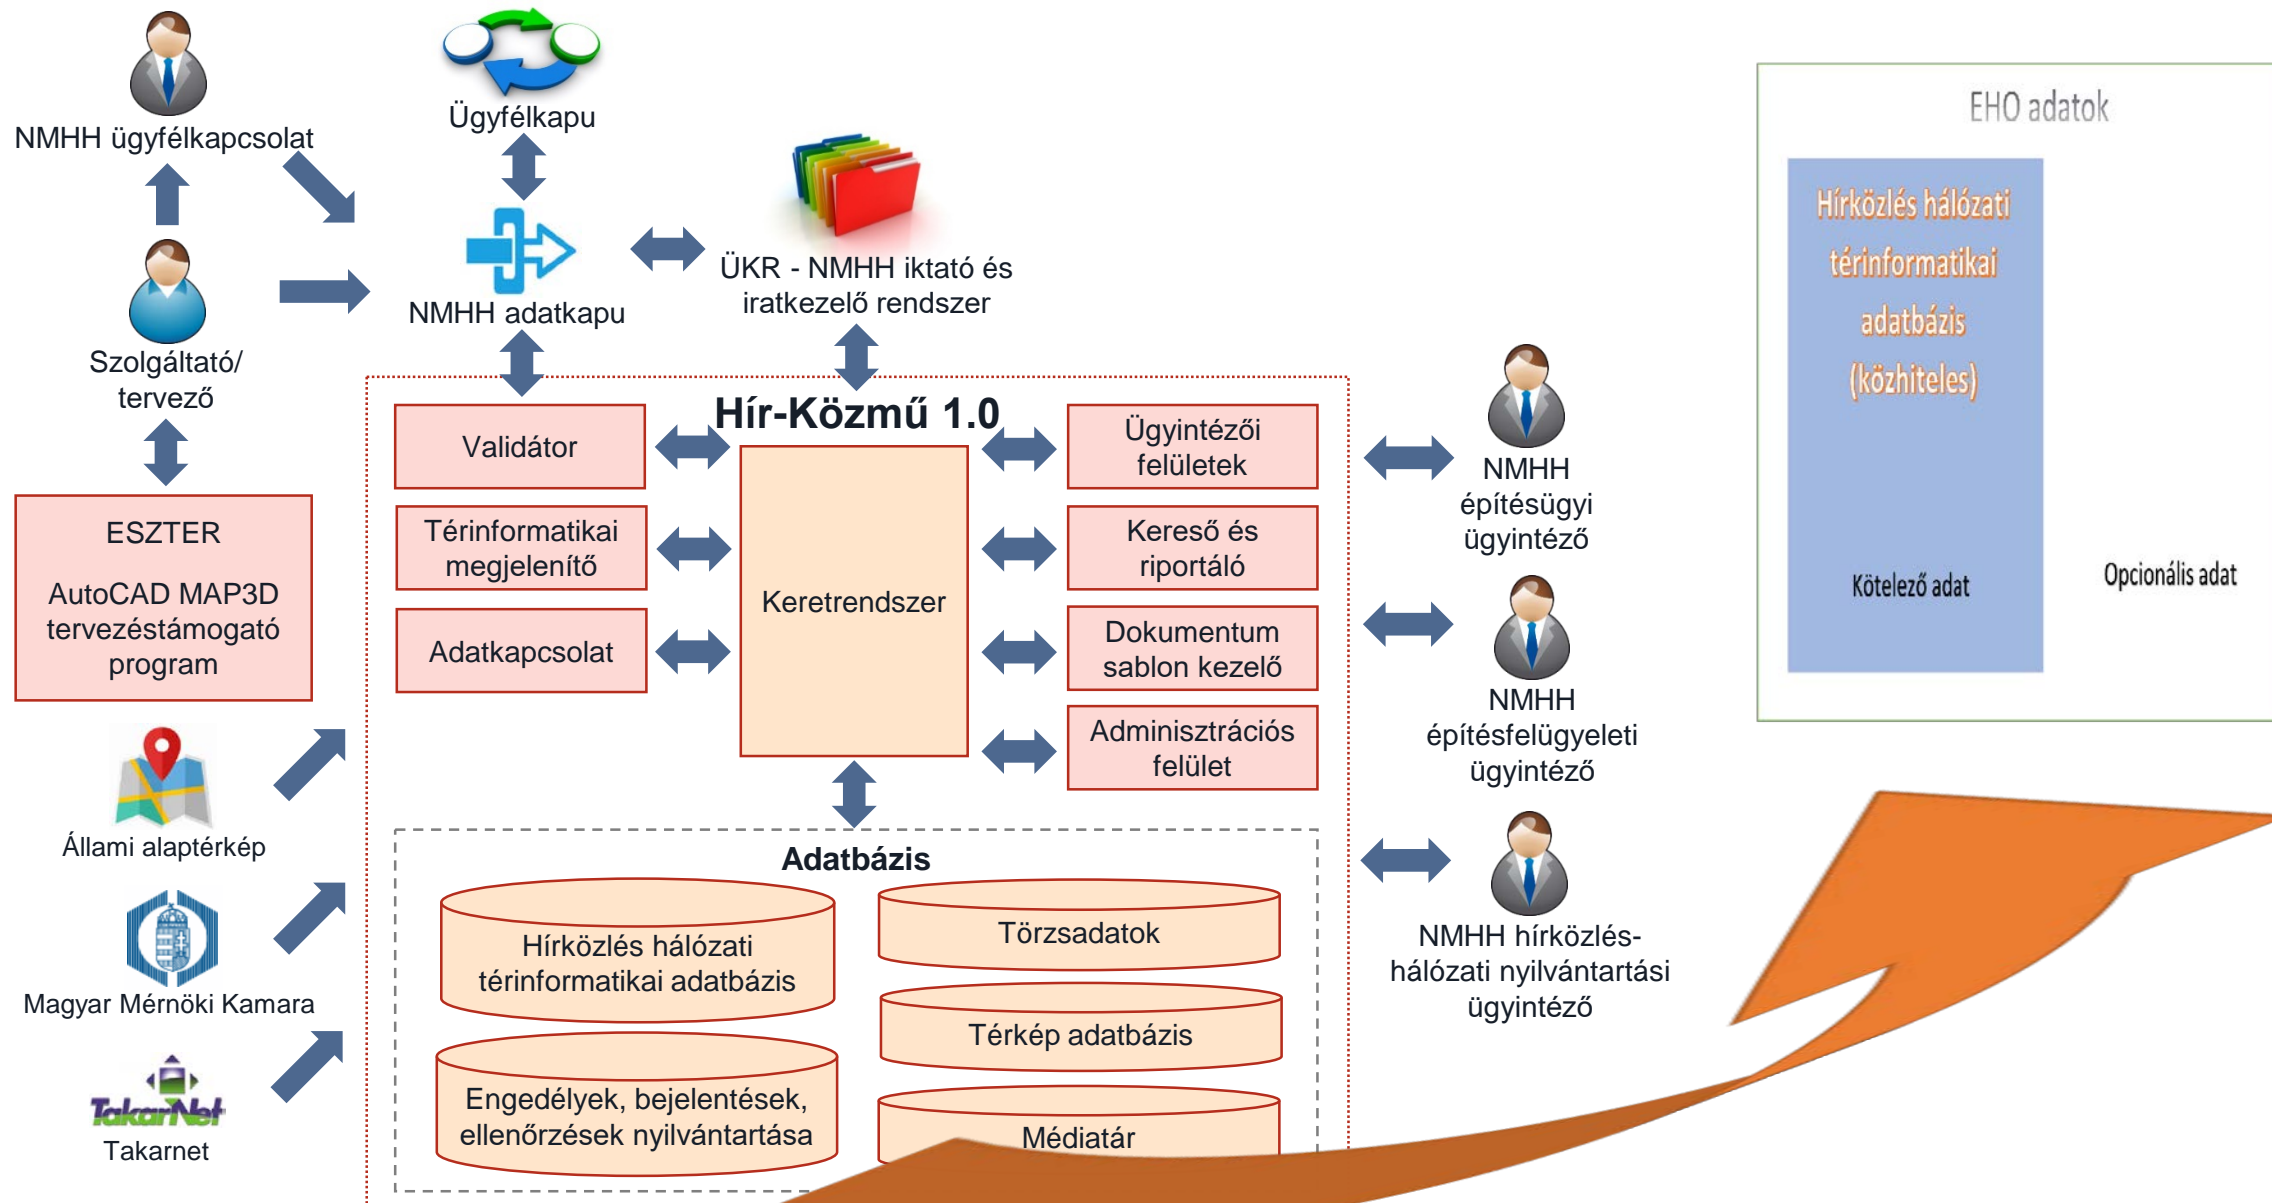 NMHH ügyfélkapcsolat
Ügyfélkapu
Szolgáltató/
tervező
NMHH adatkapu
ÜKR - NMHH iktató és
iratkezelő rendszer
ESZTER
AutoCAD MAP3D
tervezéstámogató
program
Állami alaptérkép
Magyar Mérnöki Kamara
TakarNet
Takarnet
Hír-Közmű 1.0
Validátor
Térinformatikai
megjelenítő
Adatkapcsolat
Keretrendszer
Ügyintézői
felületek
Kereső és
riportáló
Dokumentum
sablon kezelő
Adminisztrációs
felület
Adatbázis
Hírközlés hálózati
térinformatikai adatbázis
Engedélyek, bejelentések,
ellenőrzések nyilvántartása
Törzsadatok
Térkép adatbázis
Médiatár
NMHH
építésügyi
ügyintéző
NMHH
építésfelügyeleti
ügyintéző
NMHH hírközlés-
hálózati nyilvántartási
ügyintéző
EHO adatok
Hírközlés hálózati
térinformatikai
adatbázis
(közhiteles)
Kötelező adat
Opcionális adat